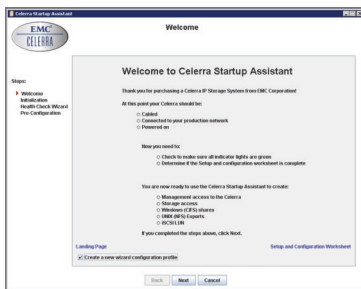 Celerra Startup Assistant
EMC²
CELERRA
Welcome
Steps:
Welcome
Initialization
Health Check Wizard
Pre-Configuration
Welcome to Celerra Startup Assistant
Thank you for purchasing a Celerra IP Storage System from EMC Corporation!
At this point your Celerra should be:
Cabled
Connected to your production network
Powered on
Now you need to:
Check to make sure all indicator lights are green
Determine if the Setup and configuration worksheet is complete
You are now ready to use the Celerra Startup Assistant to create:
Management access to the Celerra
Storage access
Windows (CIFS) shares
UNIX (NFS) Exports
iSCSI LUN
If you completed the steps above, click Next.
Landing Page
Setup and Configuration Worksheet
Create a new wizard configuration profile
Back Next Cancel